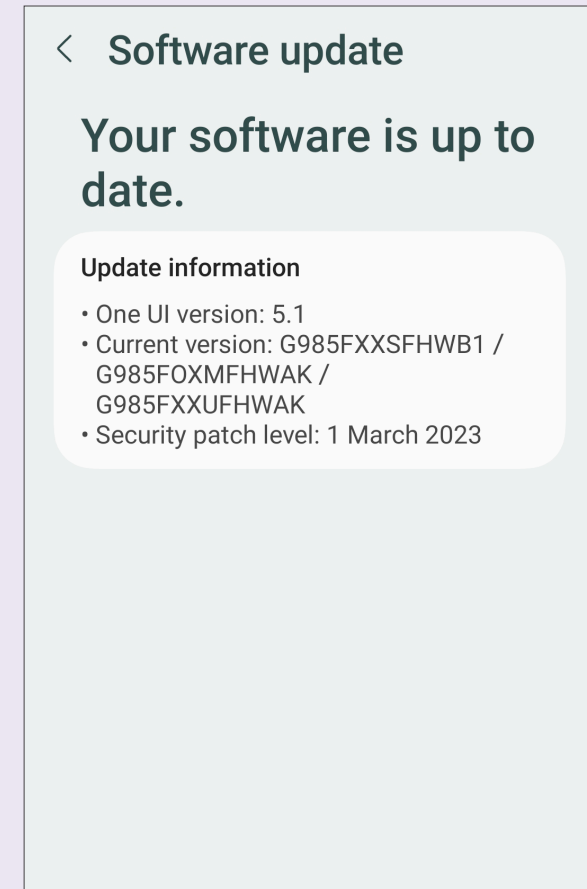 Software update
Your software is up to
date.
Update information
• One UI version: 5.1
• Current version: G985FXXSFHWB1 /
G985FOXMFHWAK /
G985FXXUFHWAK
• Security patch level: 1 March 2023